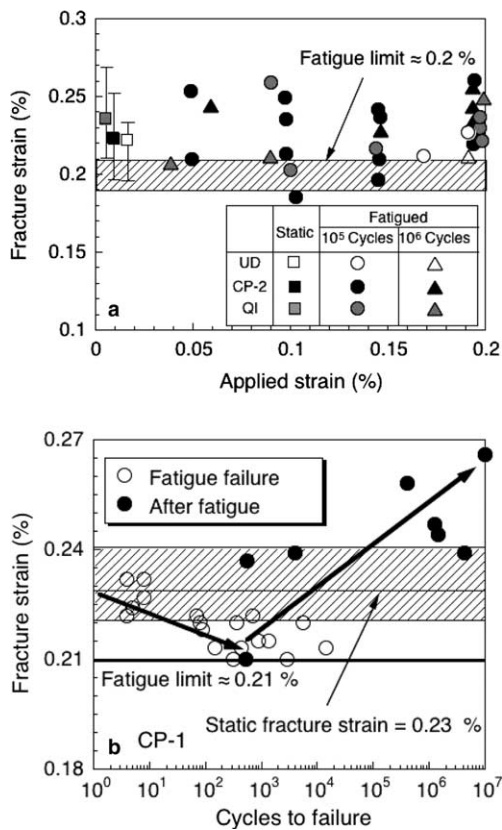 0.3
0.25
0.2
0.15
0.1
0
0.05
0.1
0.15
0.2
Fracture strain (%)
Applied strain (%)
Fatigue limit ≈ 0.2 %
Static
Fatigued
10⁵ Cycles
10⁶ Cycles
UD
CP-2
QI
a
0.27
0.24
0.21
0.18
Fracture strain (%)
Fatigue failure
After fatigue
Fatigue limit ≈ 0.21 %
Static fracture strain = 0.23 %
b CP-1
10⁰ 10¹ 10² 10³ 10⁴ 10⁵ 10⁶ 10⁷
Cycles to failure